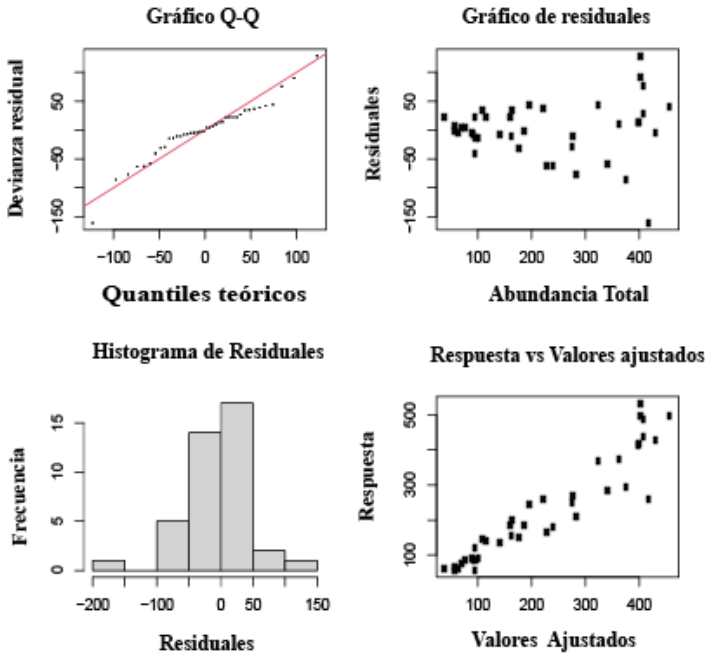 Gráfico Q-Q
Devianza residual
50
−50
−150
−100
−50
0
50
100
Quantiles teóricos
Gráfico de residuales
Residuales
50
−50
−150
100
200
300
400
Abundancia Total
Histograma de Residuales
Frecuencia
15
10
5
0
−200
−100
0
50
150
Residuales
Respuesta vs Valores ajustados
Respuesta
500
300
100
100
200
300
400
Valores Ajustados